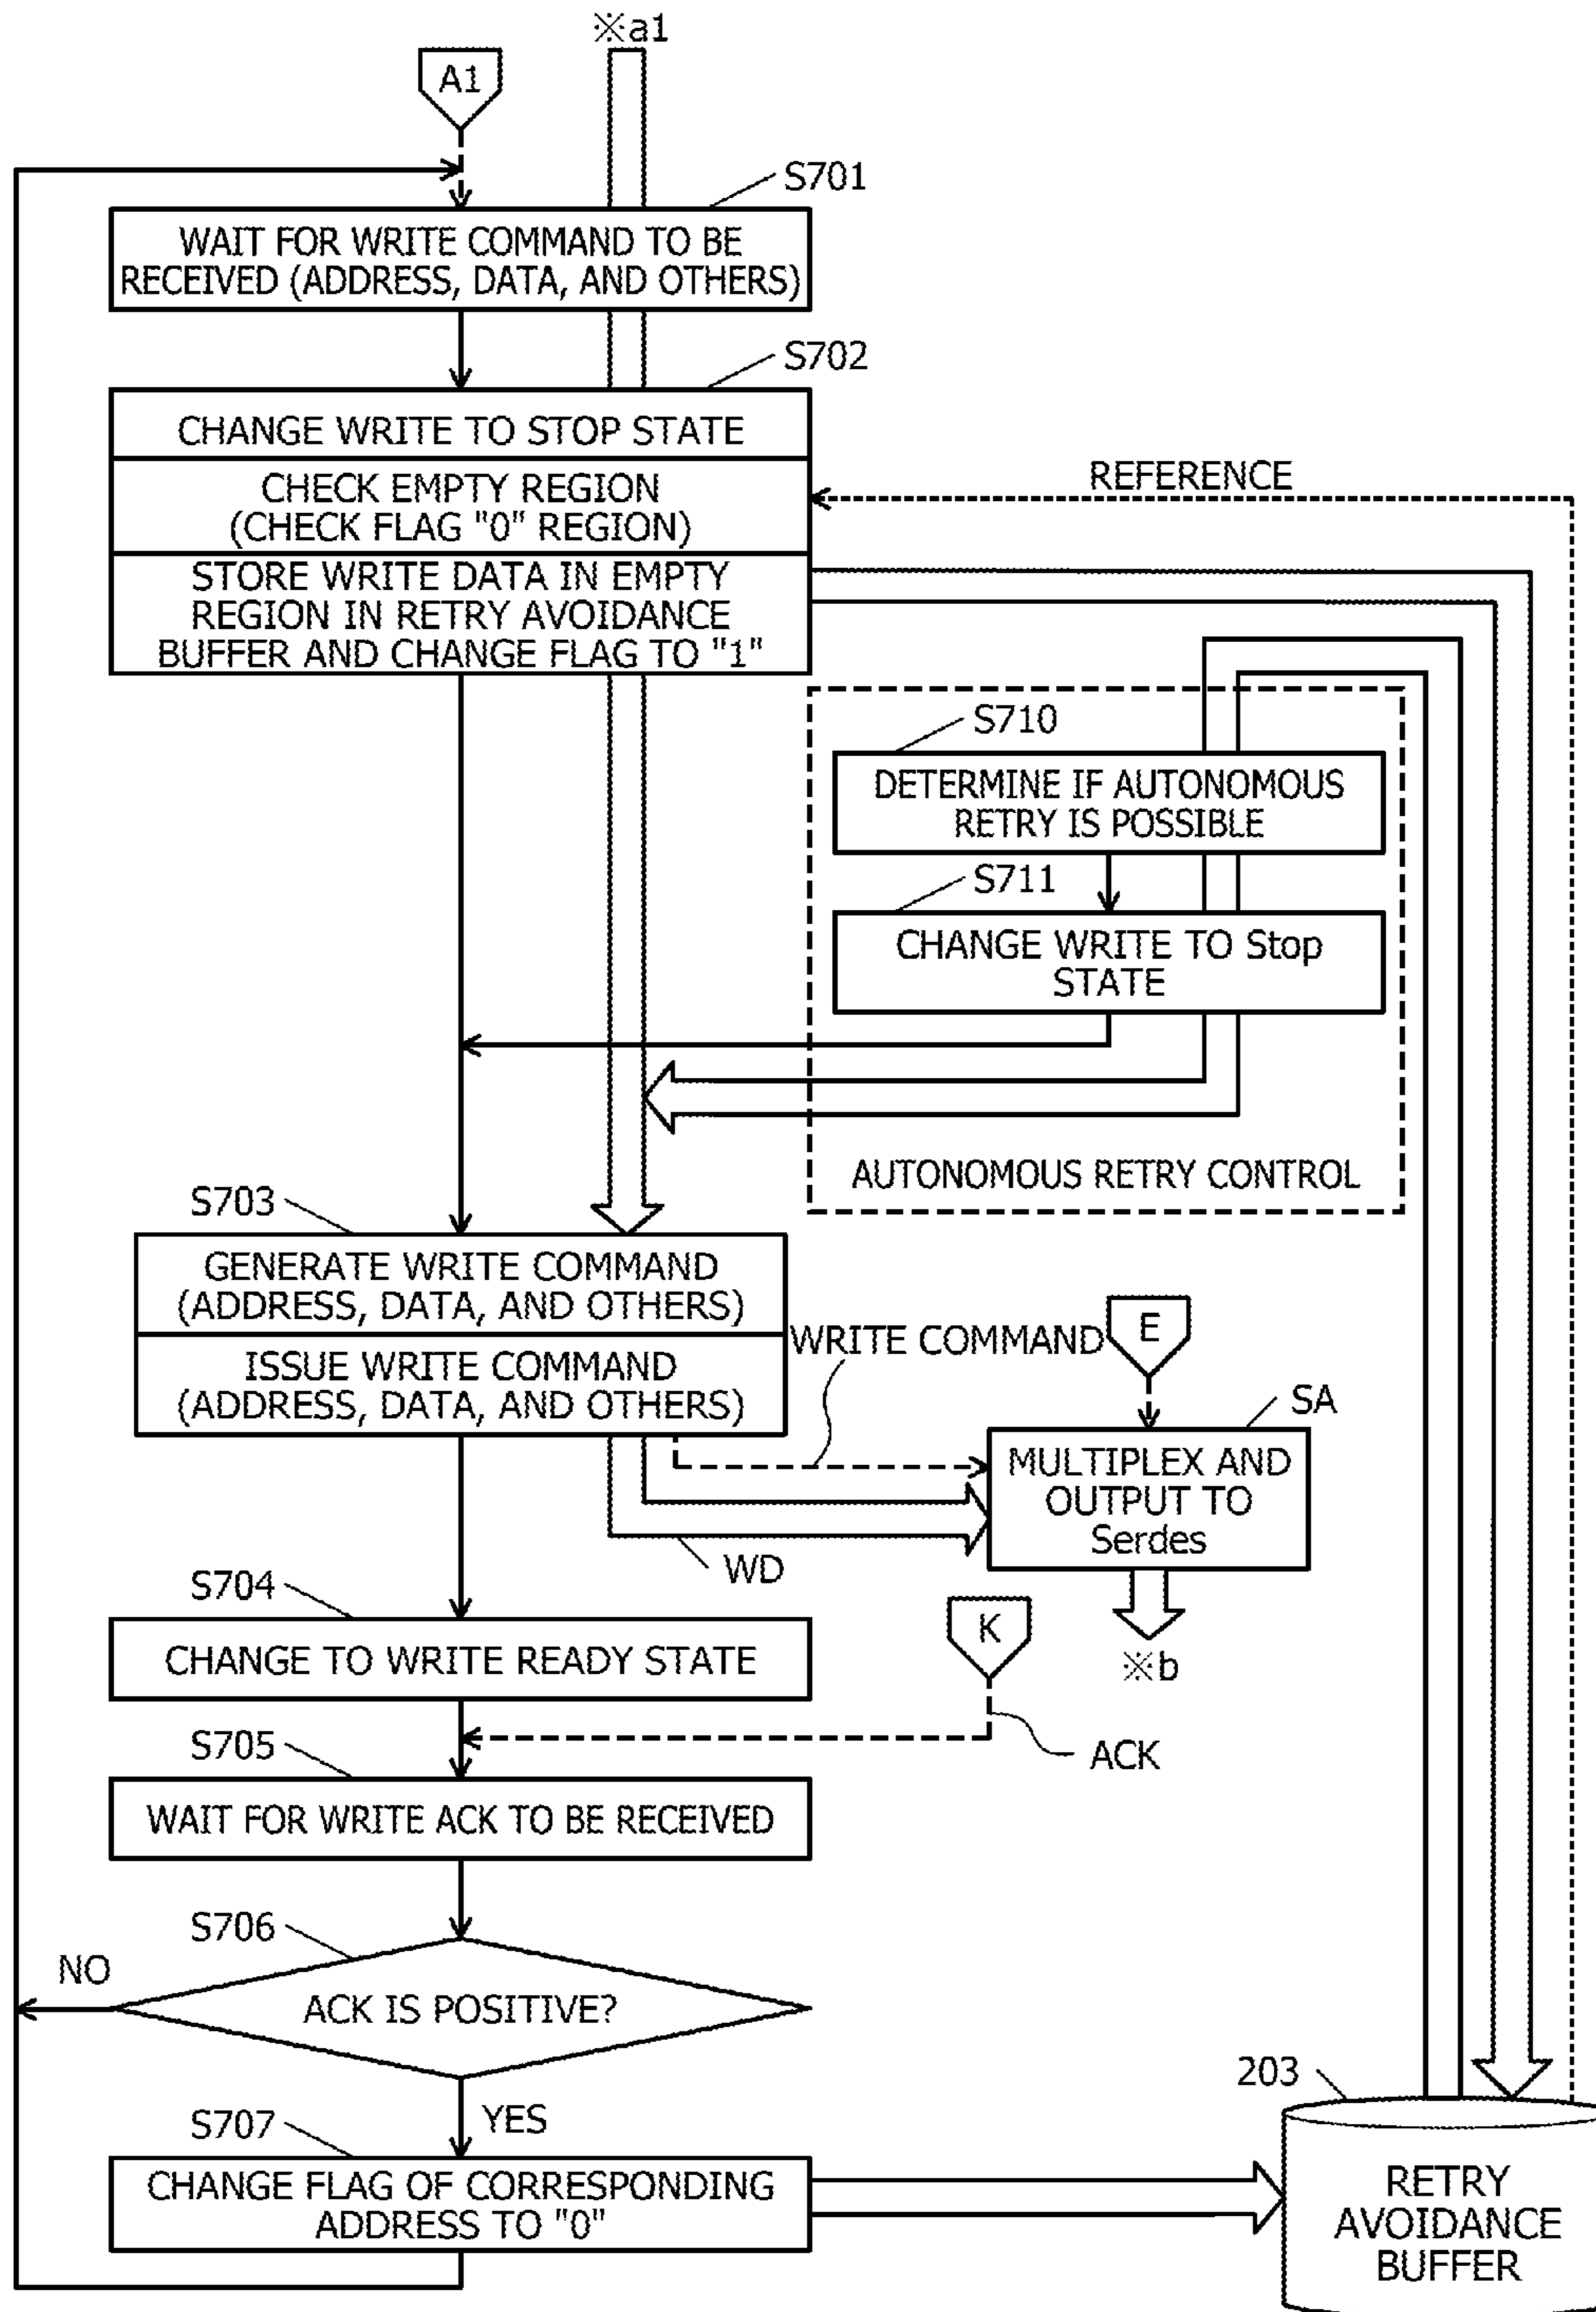 ※a1
A1
S701
WAIT FOR WRITE COMMAND TO BE
RECEIVED (ADDRESS, DATA, AND OTHERS)
S702
CHANGE WRITE TO STOP STATE
CHECK EMPTY REGION
(CHECK FLAG "0" REGION)
STORE WRITE DATA IN EMPTY
REGION IN RETRY AVOIDANCE
BUFFER AND CHANGE FLAG TO "1"
REFERENCE
S710
DETERMINE IF AUTONOMOUS
RETRY IS POSSIBLE
S711
CHANGE WRITE TO Stop
STATE
AUTONOMOUS RETRY CONTROL
S703
GENERATE WRITE COMMAND
(ADDRESS, DATA, AND OTHERS)
ISSUE WRITE COMMAND
(ADDRESS, DATA, AND OTHERS)
WRITE COMMAND
E
SA
MULTIPLEX AND
OUTPUT TO
Serdes
WD
※b
S704
CHANGE TO WRITE READY STATE
K
ACK
S705
WAIT FOR WRITE ACK TO BE RECEIVED
S706
NO
ACK IS POSITIVE?
YES
S707
CHANGE FLAG OF CORRESPONDING
ADDRESS TO "0"
203
RETRY
AVOIDANCE
BUFFER